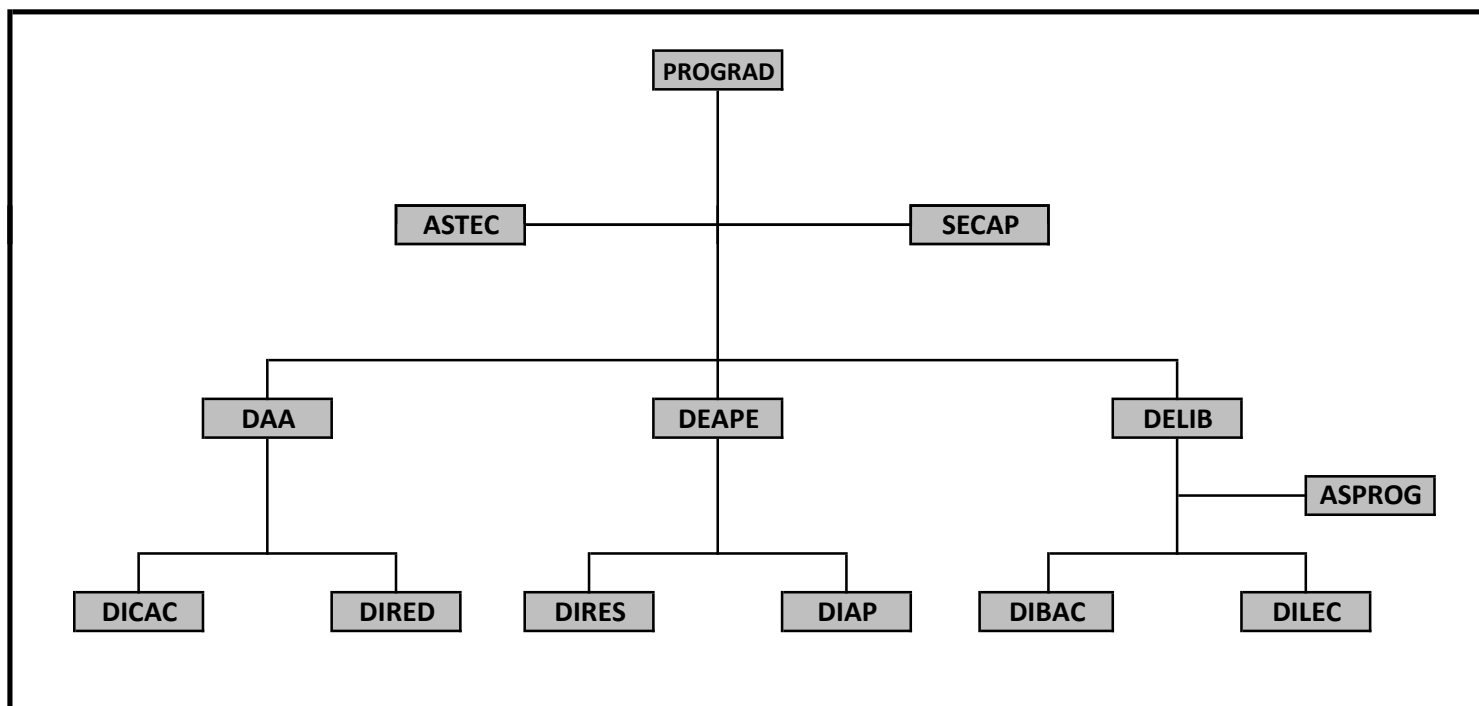 PROGRAD
ASTEC
SECAP
DAA
DEAPE
DELIB
ASPROG
DICAC
DIRED
DIRES
DIAP
DIBAC
DILEC